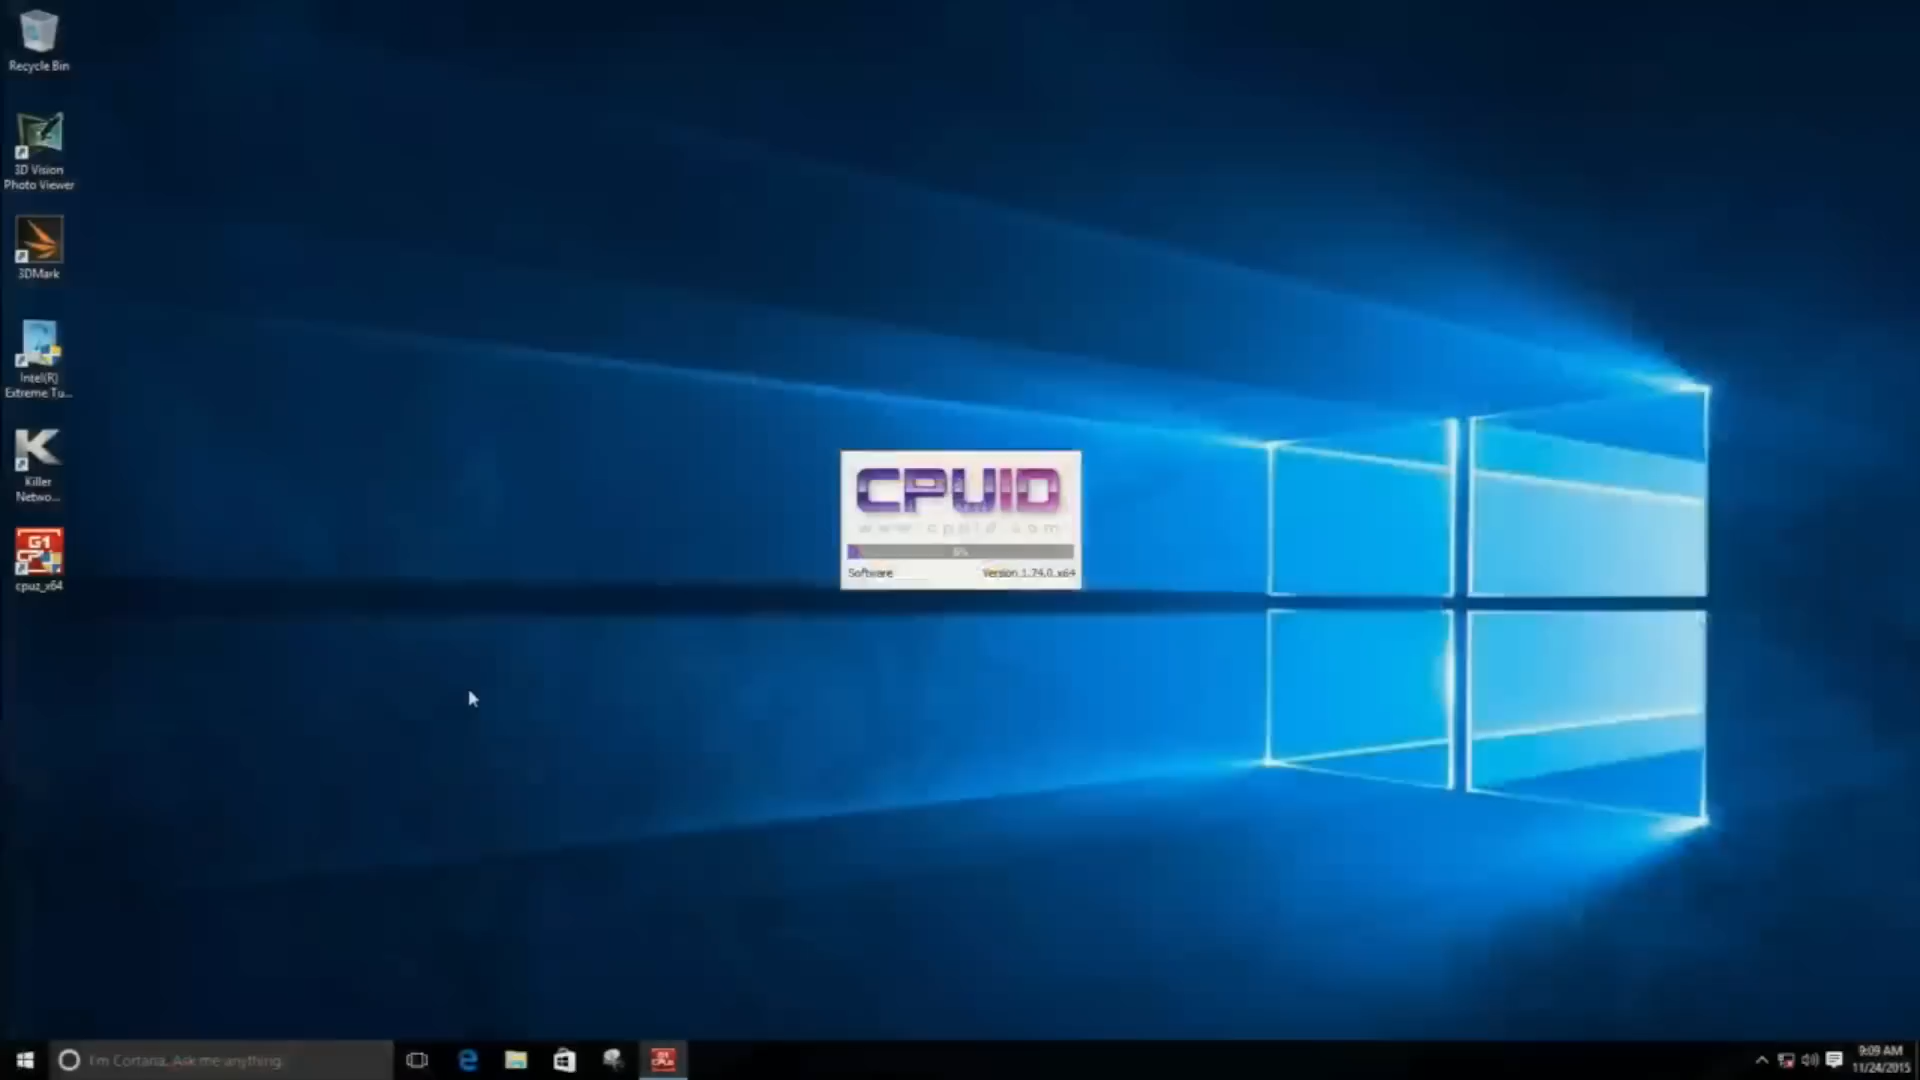 Recycle Bin
3D Vision
Photo Viewer
3DMark
Intel(R)
Extreme Tu...
Killer
Netwo...
G1
CPU
cpuz_x64
CPUID
www.cpuid.com
Software
Version 1.74.0.x64
I'm Cortana. Ask me anything.
9:09 AM
11/24/2015